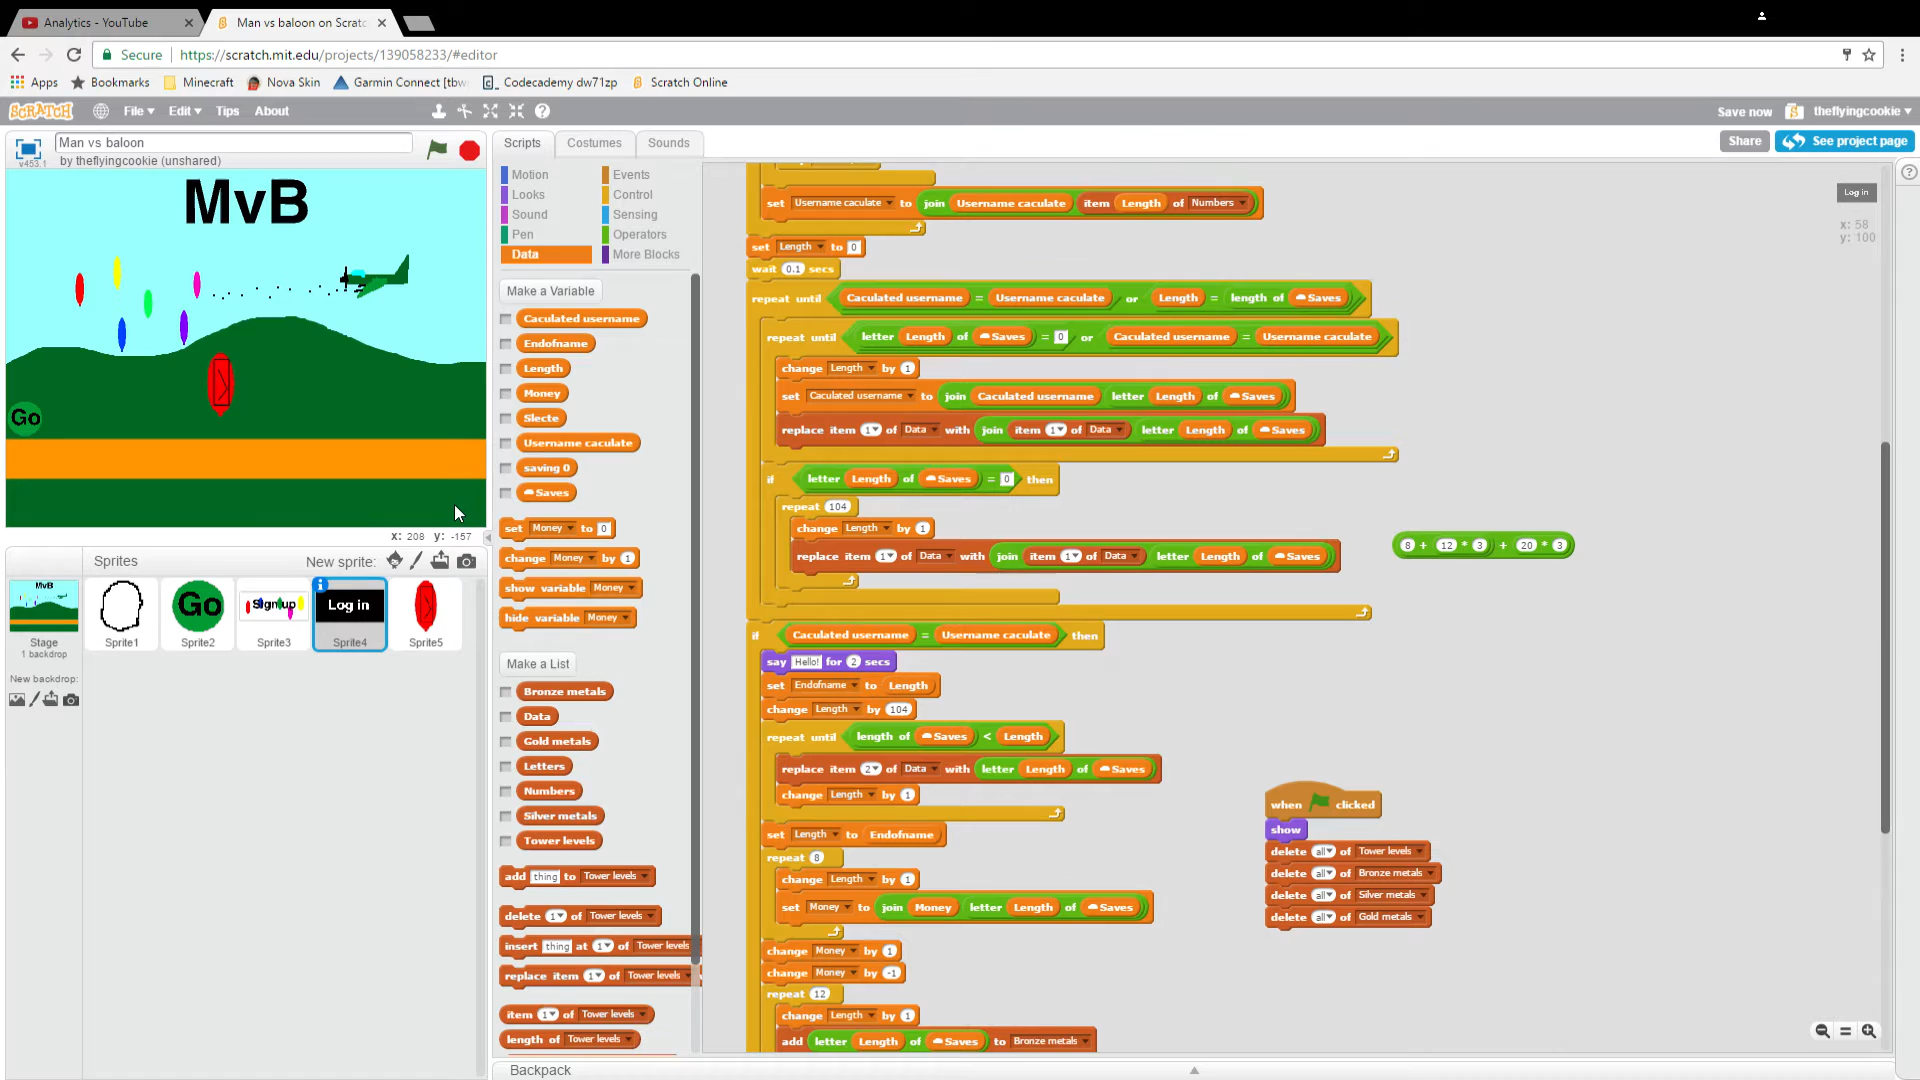 Analytics - YouTube
Man vs baloon on Scratc
Secure
https://scratch.mit.edu/projects/139058233/#editor
Apps
Bookmarks
Minecraft
Nova Skin
Garmin Connect [tbw
Codecademy dw71zp
Scratch Online
SCRATCH
File
Edit
Tips
About
Save now
theflyingcookie
v453.1
Man vs baloon
by theflyingcookie (unshared)
Scripts
Costumes
Sounds
Share
See project page
MvB
Go
x: 208 y: -157
Sprites
New sprite:
MvB
Stage
1 backdrop
New backdrop:
Sprite1
Go
Sprite2
Sign up
Sprite3
Log in
Sprite4
Sprite5
Motion
Looks
Sound
Pen
Data
Events
Control
Sensing
Operators
More Blocks
Make a Variable
Caculated username
Endofname
Length
Money
Slecte
Username caculate
saving 0
Saves
set Money to 0
change Money by 1
show variable Money
hide variable Money
Make a List
Bronze metals
Data
Gold metals
Letters
Numbers
Silver metals
Tower levels
add thing to Tower levels
delete 1 of Tower levels
insert thing at 1 of Tower levels
replace item 1 of Tower levels
item 1 of Tower levels
length of Tower levels
set Username caculate to join Username caculate item Length of Numbers
set Length to 0
wait 0.1 secs
repeat until Caculated username = Username caculate or Length = length of Saves
repeat until letter Length of Saves = 0 or Caculated username = Username caculate
change Length by 1
set Caculated username to join Caculated username letter Length of Saves
replace item 1 of Data with join item 1 of Data letter Length of Saves
if letter Length of Saves = 0 then
repeat 104
change Length by 1
replace item 1 of Data with join item 1 of Data letter Length of Saves
if Caculated username = Username caculate then
say Hello! for 2 secs
set Endofname to Length
change Length by 104
repeat until length of Saves < Length
replace item 2 of Data with letter Length of Saves
change Length by 1
set Length to Endofname
repeat 8
change Length by 1
set Money to join Money letter Length of Saves
change Money by 1
change Money by -1
repeat 12
change Length by 1
add letter Length of Saves to Bronze metals
8 + 12 * 3 + 20 * 3
when clicked
show
delete all of Tower levels
delete all of Bronze metals
delete all of Silver metals
delete all of Gold metals
Log in
x: 58
y: 100
Backpack